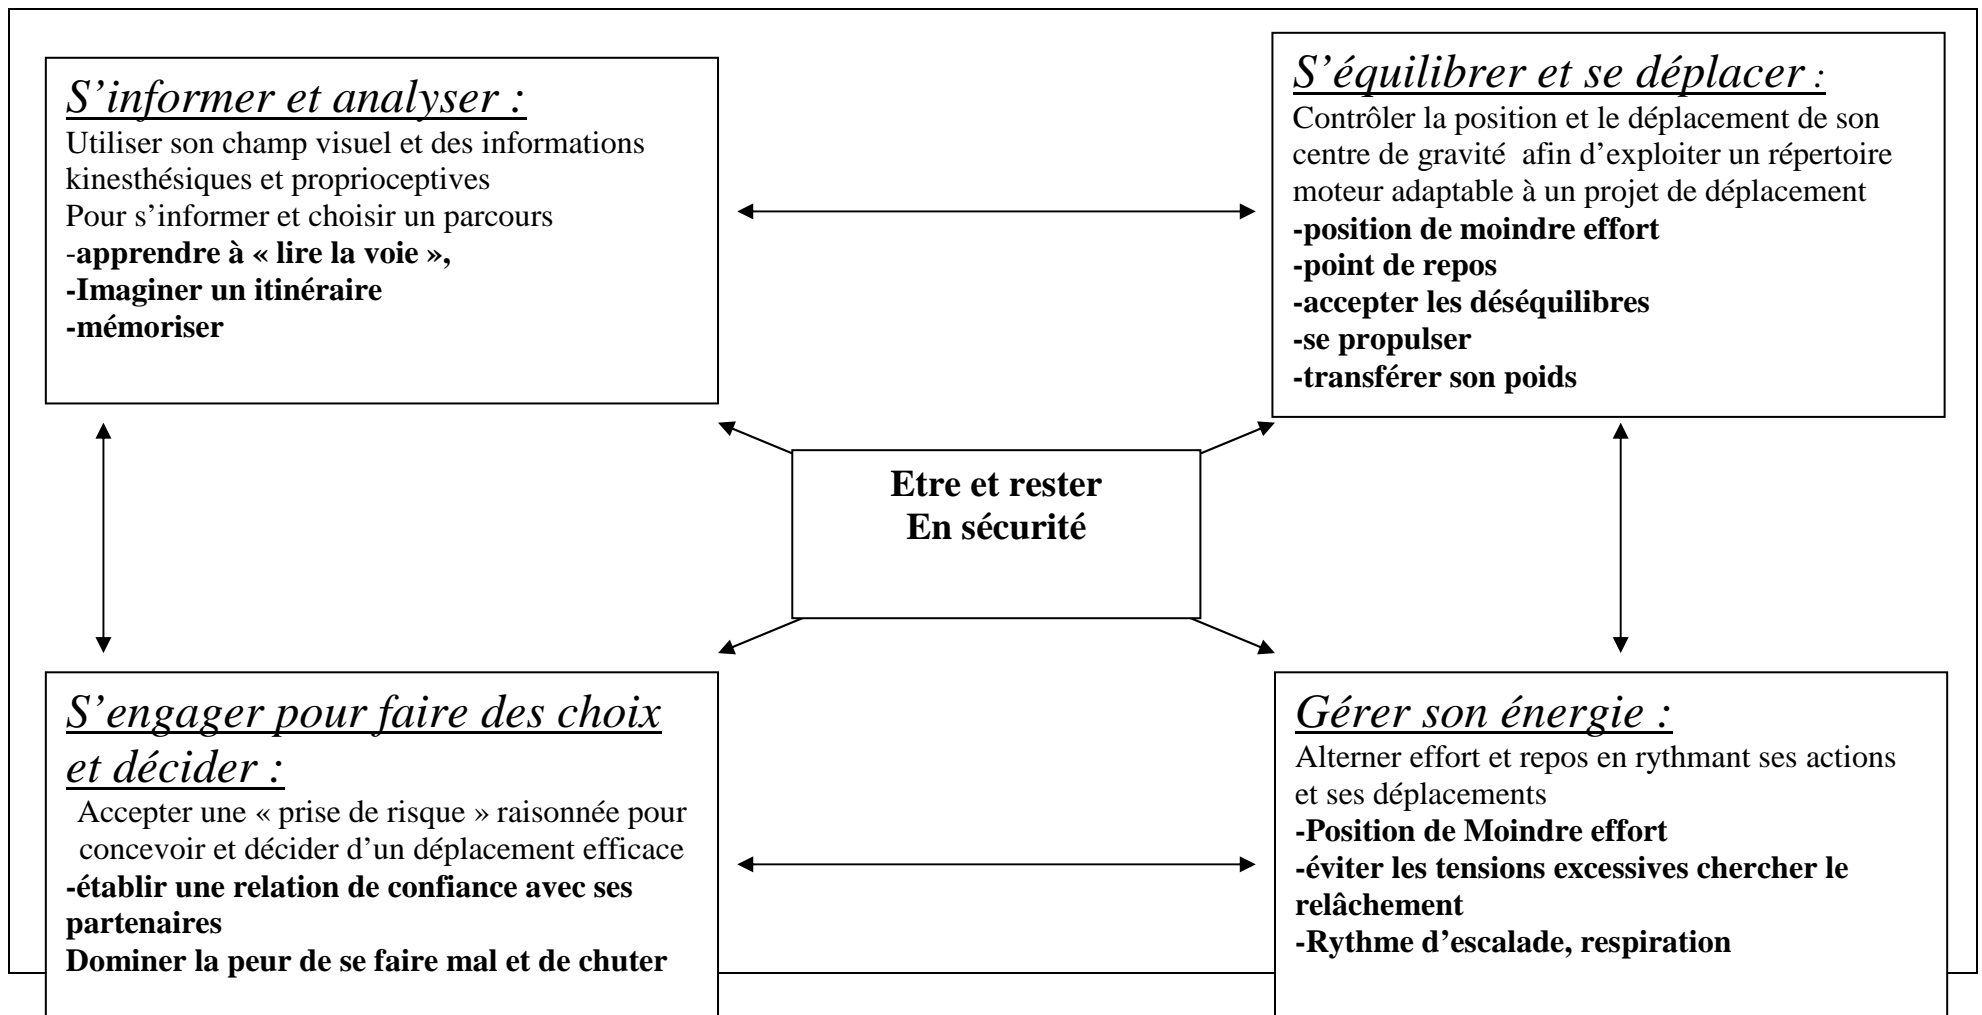 S’informer et analyser :
Utiliser son champ visuel et des informations
kinesthésiques et proprioceptives
Pour s’informer et choisir un parcours
-apprendre à « lire la voie »,
-Imaginer un itinéraire
-mémoriser
S’équilibrer et se déplacer :
Contrôler la position et le déplacement de son
centre de gravité  afin d’exploiter un répertoire
moteur adaptable à un projet de déplacement
-position de moindre effort
-point de repos
-accepter les déséquilibres
-se propulser
-transférer son poids
Etre et rester
En sécurité
S’engager pour faire des choix
et décider :
Accepter une « prise de risque » raisonnée pour
concevoir et décider d’un déplacement efficace
-établir une relation de confiance avec ses
partenaires
Dominer la peur de se faire mal et de chuter
Gérer son énergie :
Alterner effort et repos en rythmant ses actions
et ses déplacements
-Position de Moindre effort
-éviter les tensions excessives chercher le
relâchement
-Rythme d’escalade, respiration